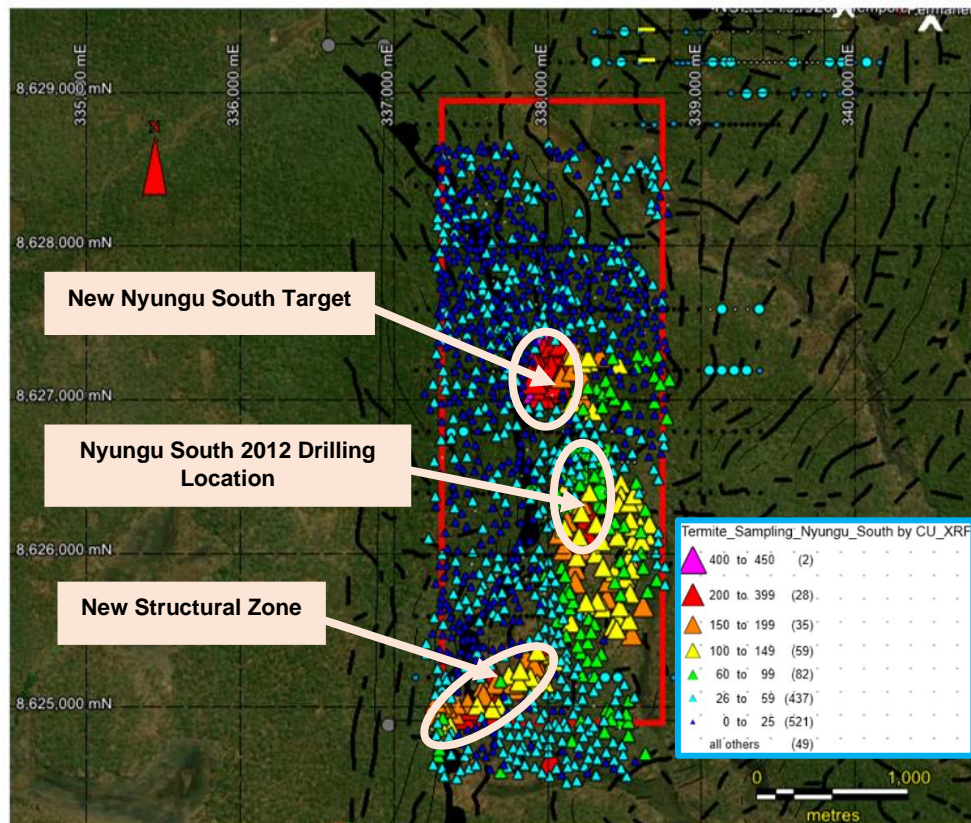 335,000 mE
336,000 mE
337,000 mE
338,000 mE
339,000 mE
340,000 mE
8,629,000 mN
N
8,628,000 mN
New Nyungu South Target
8,627,000 mN
Nyungu South 2012 Drilling
Location
8,626,000 mN
New Structural Zone
8,625,000 mN
Termite_Sampling_Nyungu_South by CU_XRF
400 to 450 (2)
200 to 399 (28)
150 to 199 (35)
100 to 149 (59)
60 to 99 (82)
26 to 59 (437)
0 to 25 (521)
all others (49)
0 1,000
metres